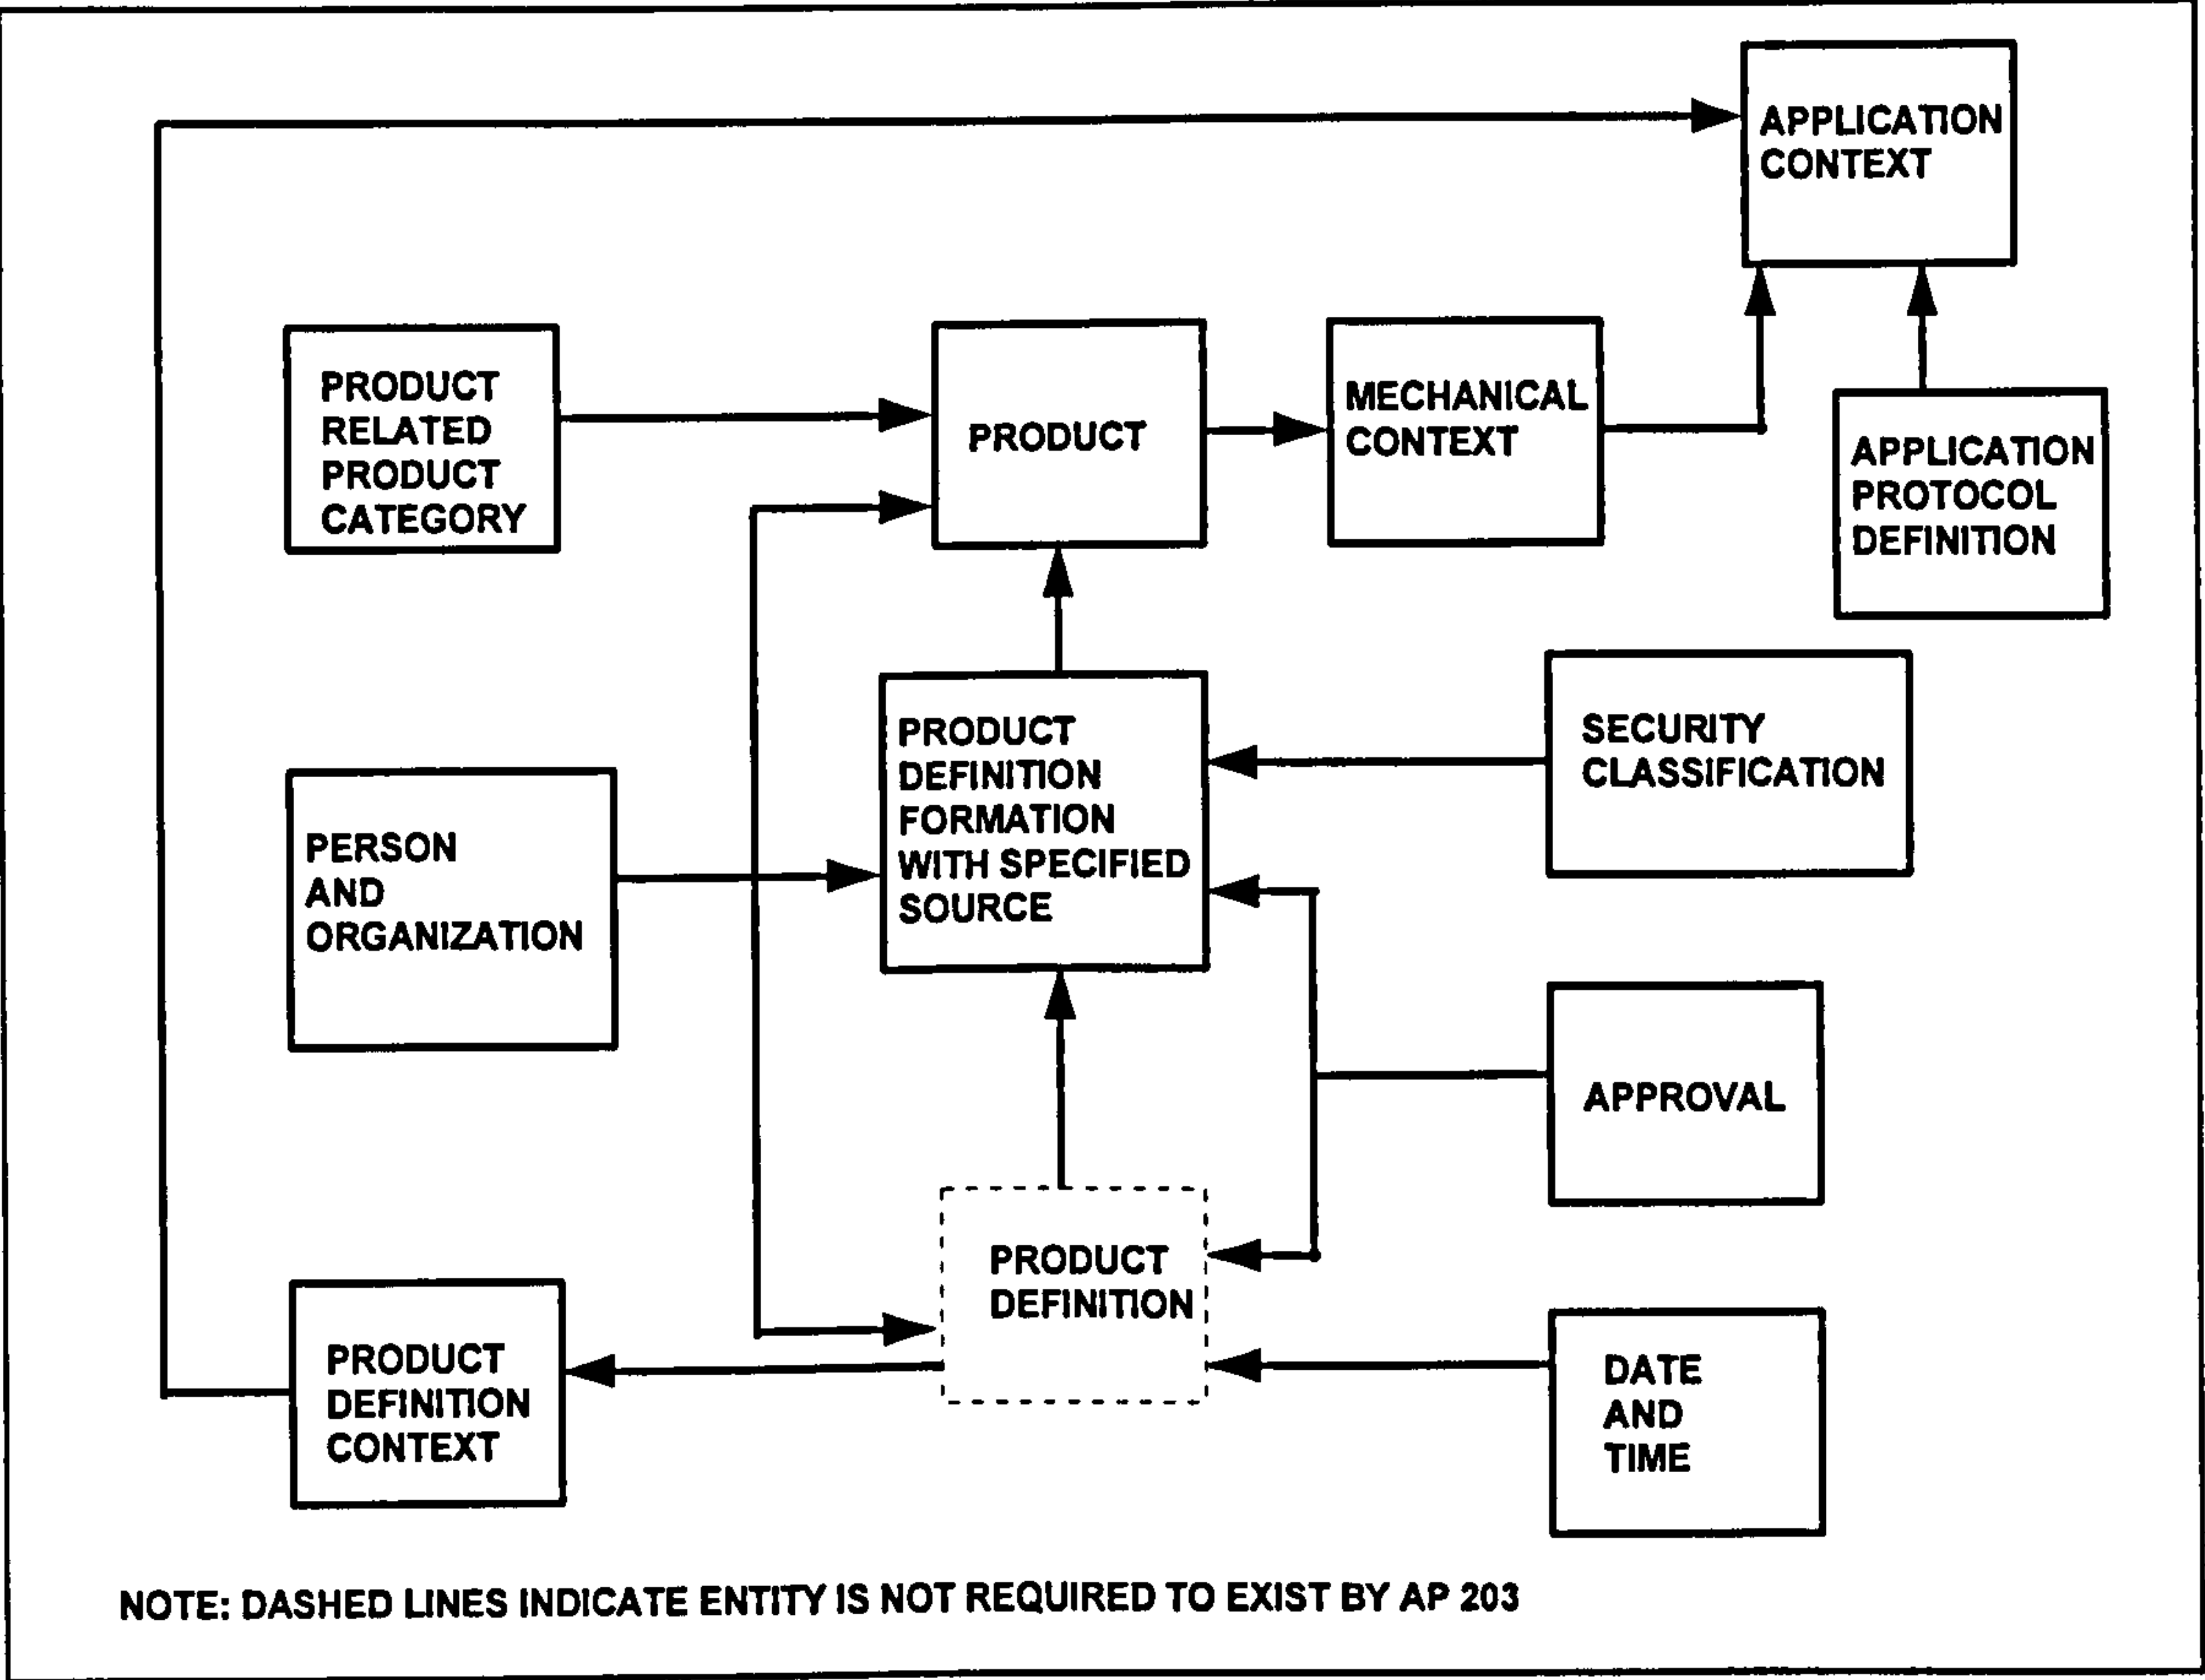 APPLICATION
CONTEXT
PRODUCT
RELATED
PRODUCT
CATEGORY
PRODUCT
MECHANICAL
CONTEXT
APPLICATION
PROTOCOL
DEFINITION
PERSON
AND
ORGANIZATION
PRODUCT
DEFINITION
FORMATION
WITH SPECIFIED
SOURCE
SECURITY
CLASSIFICATION
APPROVAL
PRODUCT
DEFINITION
CONTEXT
PRODUCT
DEFINITION
DATE
AND
TIME
NOTE: DASHED LINES INDICATE ENTITY IS NOT REQUIRED TO EXIST BY AP 203